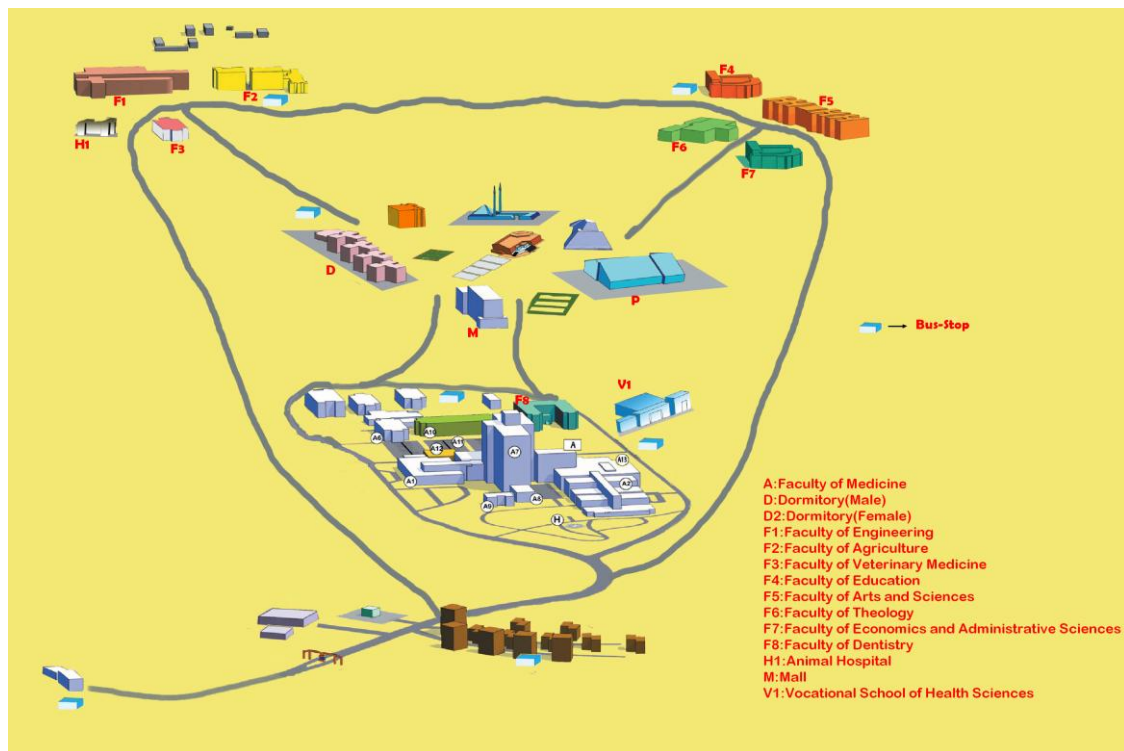 F4
F1
F2
F5
H1
F3
F6
F7
D
P
M
Bus-Stop
V1
F8
A10
A6
A11
A12
A7
A
A11
A1
A2
A9
A8
H
A:Faculty of Medicine
D:Dormitory(Male)
D2:Dormitory(Female)
F1:Faculty of Engineering
F2:Faculty of Agriculture
F3:Faculty of Veterinary Medicine
F4:Faculty of Education
F5:Faculty of Arts and Sciences
F6:Faculty of Theology
F7:Faculty of Economics and Administrative Sciences
F8:Faculty of Dentistry
H1:Animal Hospital
M:Mall
V1:Vocational School of Health Sciences